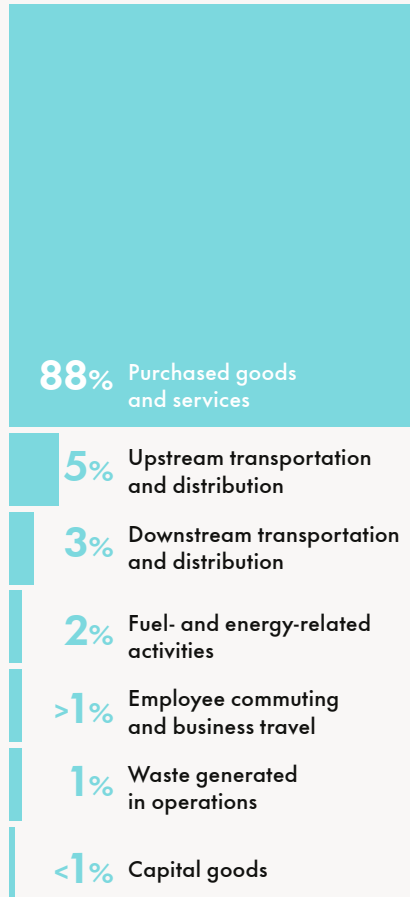 88% Purchased goods
and services
5% Upstream transportation
and distribution
3% Downstream transportation
and distribution
2% Fuel- and energy-related
activities
>1% Employee commuting
and business travel
1% Waste generated
in operations
<1% Capital goods